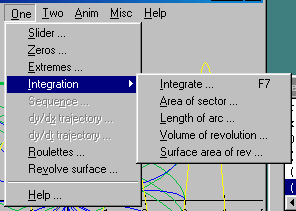 One Two Anim Misc Help
Slider ...
Zeros ...
Extremes ...
Integration
Sequence ...
dy/dx trajectory ...
dy/dt trajectory ...
Roulettes ...
Revolve surface ...
Help ...
Integrate ... F7
Area of sector ...
Length of arc ...
Volume of revolution ...
Surface area of rev ...